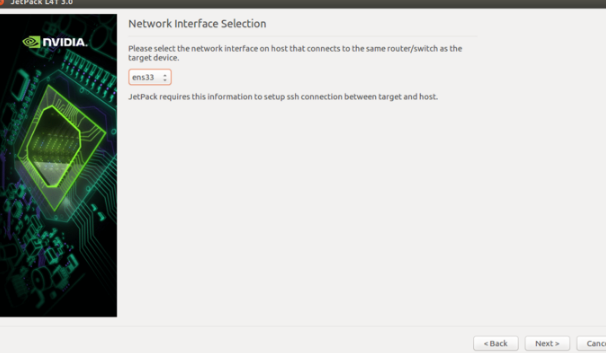 JetPack L4T 3.0
Network Interface Selection
NVIDIA.
Please select the network interface on host that connects to the same router/switch as the
target device.
ens33
JetPack requires this information to setup ssh connection between target and host.
< Back
Next >
Cance